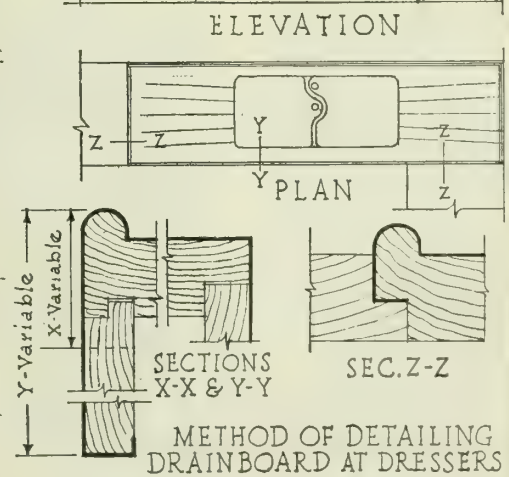 ELEVATION
Y
Z Z
Z
Y
Z
PLAN
Y-Variable
X-Variable
SECTIONS
X-X & Y-Y
SEC. Z-Z
METHOD OF DETAILING
DRAINBOARD AT DRESSERS